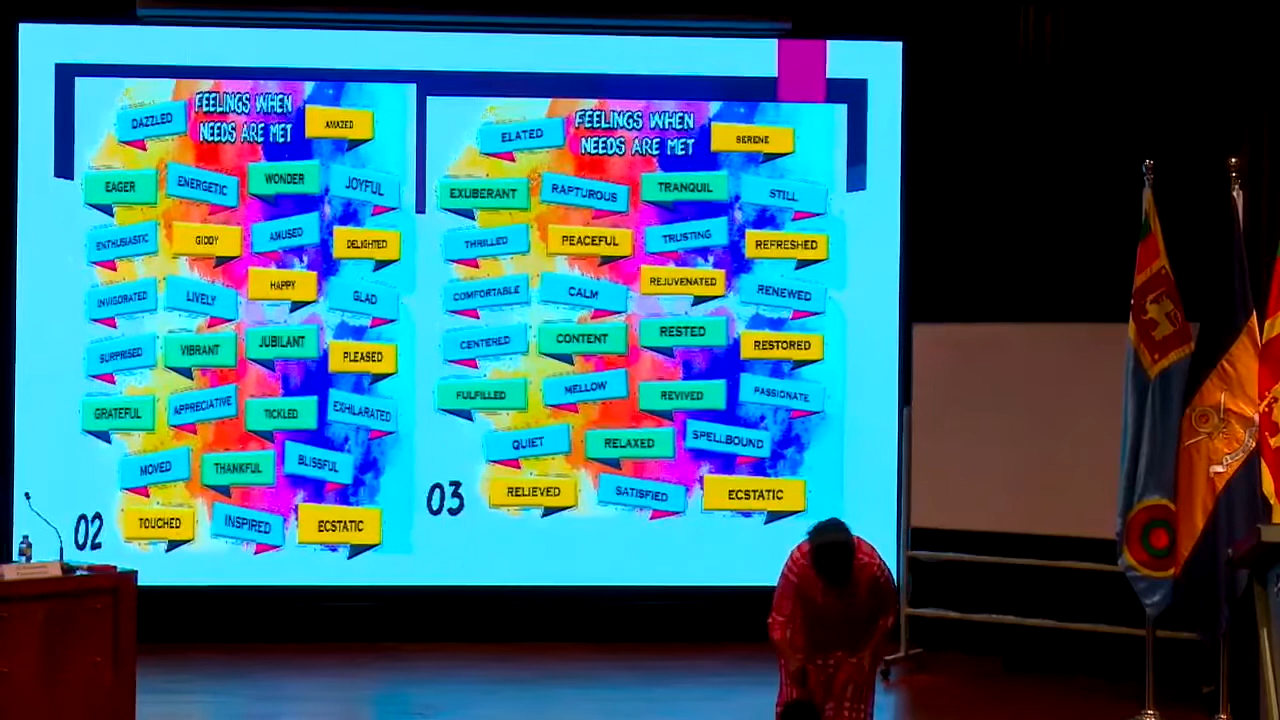 FEELINGS WHEN
NEEDS ARE MET
DAZZLED
AMAZED
EAGER
ENERGETIC
WONDER
JOYFUL
ENTHUSIASTIC
GIDDY
AMUSED
DELIGHTED
INVIGORATED
LIVELY
HAPPY
GLAD
SURPRISED
VIBRANT
JUBILANT
PLEASED
GRATEFUL
APPRECIATIVE
TICKLED
EXHILARATED
MOVED
THANKFUL
BLISSFUL
TOUCHED
INSPIRED
ECSTATIC
02
FEELINGS WHEN
NEEDS ARE MET
ELATED
SERENE
EXUBERANT
RAPTUROUS
TRANQUIL
STILL
THRILLED
PEACEFUL
TRUSTING
REFRESHED
COMFORTABLE
CALM
REJUVENATED
RENEWED
CENTERED
CONTENT
RESTED
RESTORED
FULFILLED
MELLOW
REVIVED
PASSIONATE
QUIET
RELAXED
SPELLBOUND
RELIEVED
SATISFIED
ECSTATIC
03